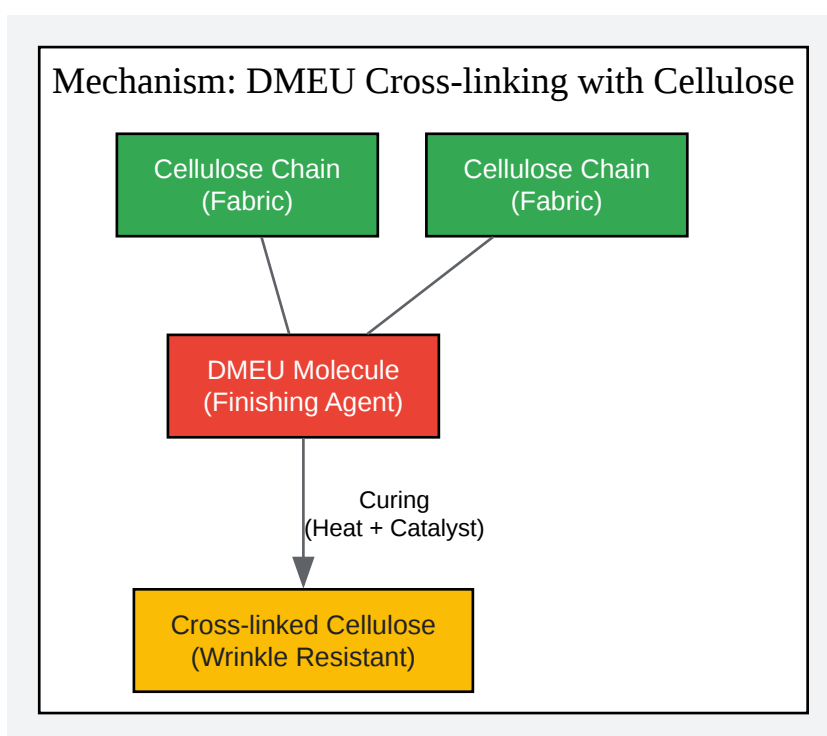 Mechanism: DMEU Cross-linking with Cellulose
Cellulose Chain
(Fabric)
Cellulose Chain
(Fabric)
DMEU Molecule
(Finishing Agent)
Curing
(Heat + Catalyst)
Cross-linked Cellulose
(Wrinkle Resistant)